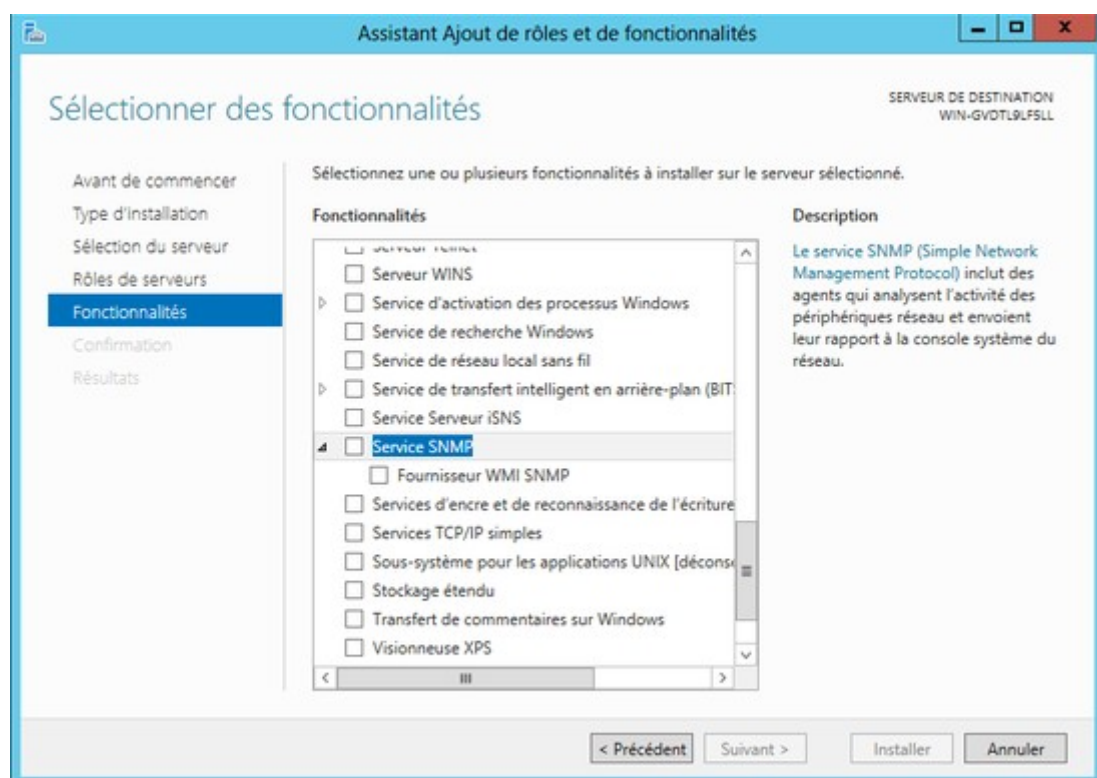 Assistant Ajout de rôles et de fonctionnalités
Sélectionner des fonctionnalités
SERVEUR DE DESTINATION
WIN-GVDTL9LF5LL
Avant de commencer
Type d'installation
Sélection du serveur
Rôles de serveurs
Fonctionnalités
Confirmation
Résultats
Sélectionnez une ou plusieurs fonctionnalités à installer sur le serveur sélectionné.
Fonctionnalités
Serveur Telnet
Serveur WINS
Service d'activation des processus Windows
Service de recherche Windows
Service de réseau local sans fil
Service de transfert intelligent en arrière-plan (BIT
Service Serveur iSNS
Service SNMP
Fournisseur WMI SNMP
Services d'encre et de reconnaissance de l'écriture
Services TCP/IP simples
Sous-système pour les applications UNIX [décons
Stockage étendu
Transfert de commentaires sur Windows
Visionneuse XPS
Description
Le service SNMP (Simple Network
Management Protocol) inclut des
agents qui analysent l'activité des
périphériques réseau et envoient
leur rapport à la console système du
réseau.
< Précédent
Suivant >
Installer
Annuler